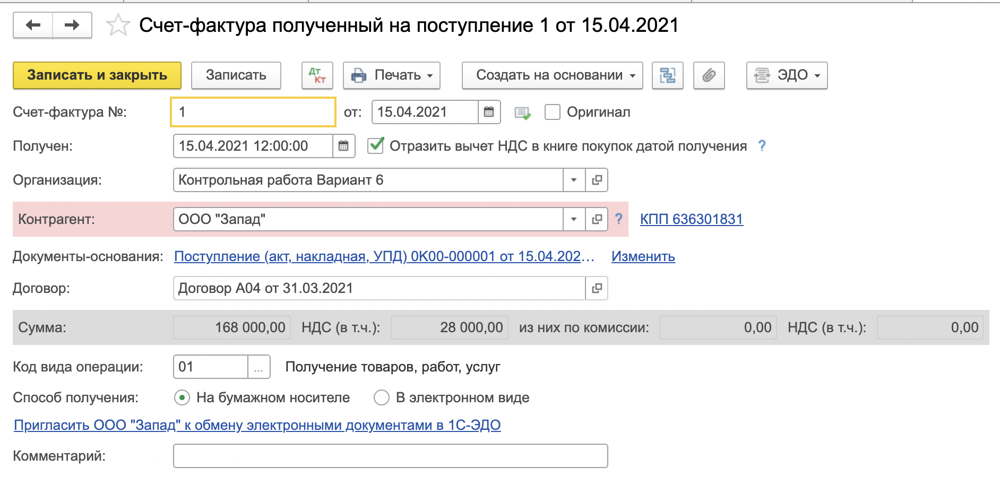 Счет-фактура полученный на поступление 1 от 15.04.2021
Записать и закрыть Записать Дт Кт Печать Создать на основании ЭДО
Счет-фактура №: 1 от: 15.04.2021 Оригинал
Получен: 15.04.2021 12:00:00 Отразить вычет НДС в книге покупок датой получения ?
Организация: Контрольная работа Вариант 6
Контрагент: ООО "Запад" ? КПП 636301831
Документы-основания: Поступление (акт, накладная, УПД) 0К00-000001 от 15.04.202... Изменить
Договор: Договор А04 от 31.03.2021
Сумма: 168 000,00 НДС (в т.ч.): 28 000,00 из них по комиссии: 0,00 НДС (в т.ч.): 0,00
Код вида операции: 01 ... Получение товаров, работ, услуг
Способ получения: На бумажном носителе В электронном виде
Пригласить ООО "Запад" к обмену электронными документами в 1С-ЭДО
Комментарий: